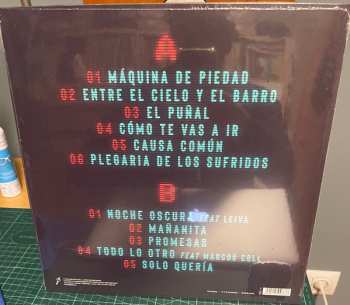 A
01 MÁQUINA DE PIEDAD
02 ENTRE EL CIELO Y EL BARRO
03 EL PUÑAL
04 CÓMO TE VAS A IR
05 CAUSA COMÚN
06 PLEGARIA DE LOS SUFRIDOS
B
01 NOCHE OSCURA FEAT LEIVA
02 MAÑANITA
03 PROMESAS
04 TODO LO OTRO FEAT MARCOS COLL
05 SOLO QUERÍA